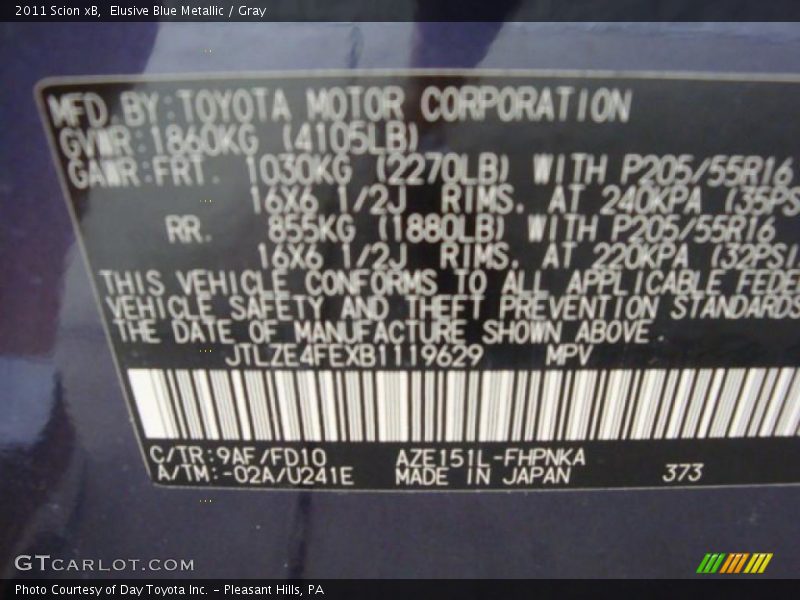 2011 Scion xB,  Elusive Blue Metallic / Gray
MFD BY:TOYOTA MOTOR CORPORATION
GVWR:1860KG (4105LB)
GAWR:FRT. 1030KG (2270LB) WITH P205/55R16
16X6 1/2J RIMS. AT 240KPA (35PS
RR. 855KG (1880LB) WITH P205/55R16
16X6 1/2J RIMS. AT 220KPA (32PSI
THIS VEHICLE CONFORMS TO ALL APPLICABLE FEDE
VEHICLE SAFETY AND THEFT PREVENTION STANDARDS
THE DATE OF MANUFACTURE SHOWN ABOVE.
JTLZE4FEXB1119629 MPV
C/TR:9AF/FD10 AZE151L-FHPNKA
A/TM:-02A/U241E MADE IN JAPAN 373
GTCARLOT.COM
Photo Courtesy of Day Toyota Inc. - Pleasant Hills, PA